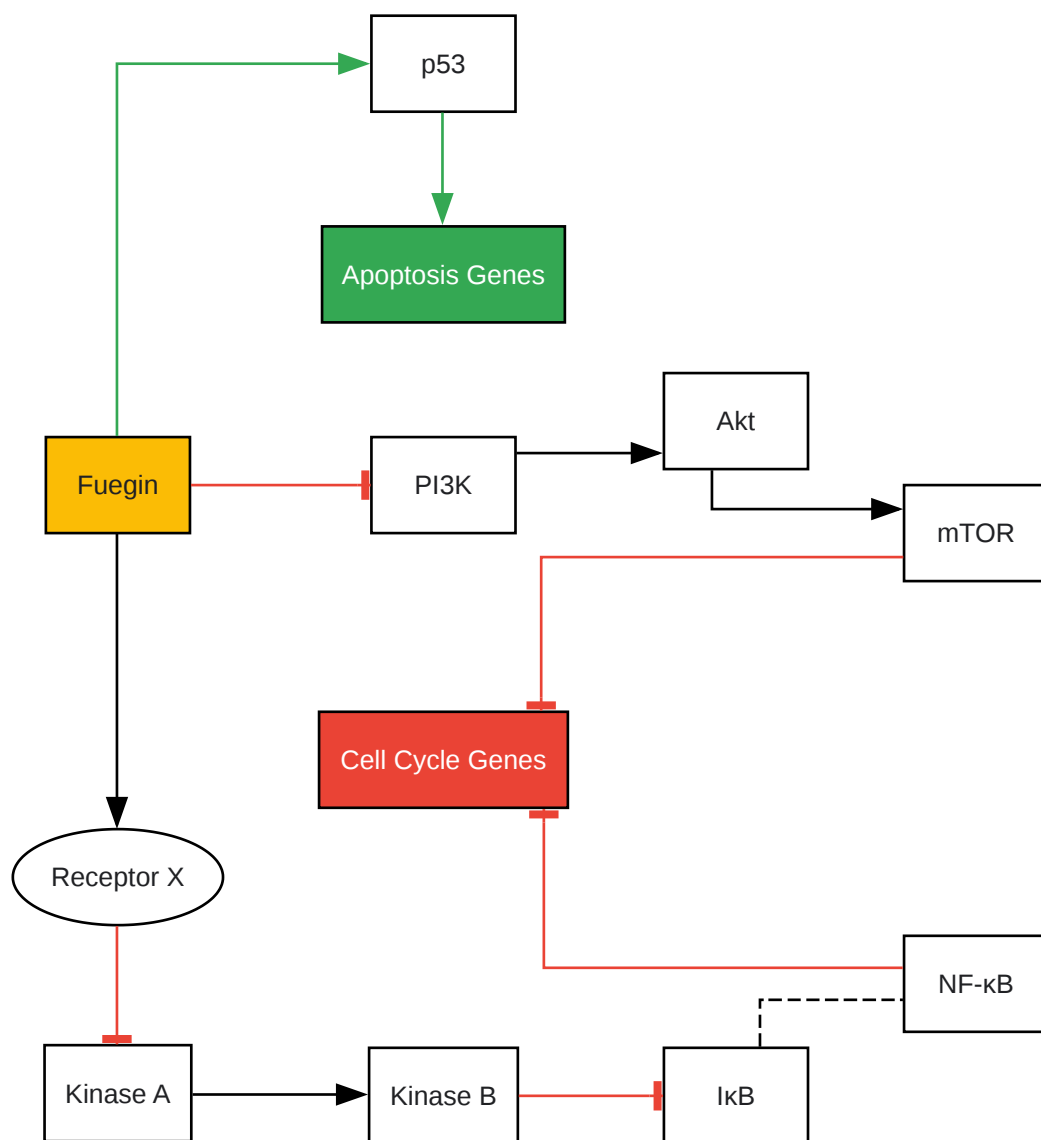 p53
Apoptosis Genes
Akt
Fuegin
PI3K
mTOR
Cell Cycle Genes
Receptor X
NF-κB
Kinase A
Kinase B
IκB